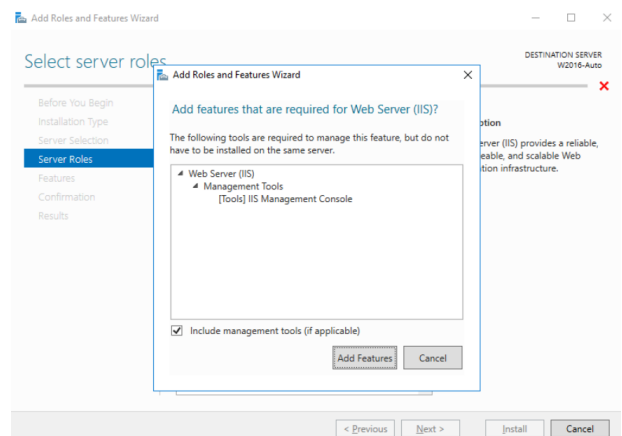 Add Roles and Features Wizard
Select server roles
DESTINATION SERVER
W2016-Auto
Before You Begin
Installation Type
Server Selection
Server Roles
Features
Confirmation
Results
Add Roles and Features Wizard
Add features that are required for Web Server (IIS)?
The following tools are required to manage this feature, but do not
have to be installed on the same server.
Web Server (IIS)
Management Tools
[Tools] IIS Management Console
Include management tools (if applicable)
Add Features
Cancel
(IIS) provides a reliable,
and scalable Web
infrastructure.
< Previous
Next >
Install
Cancel